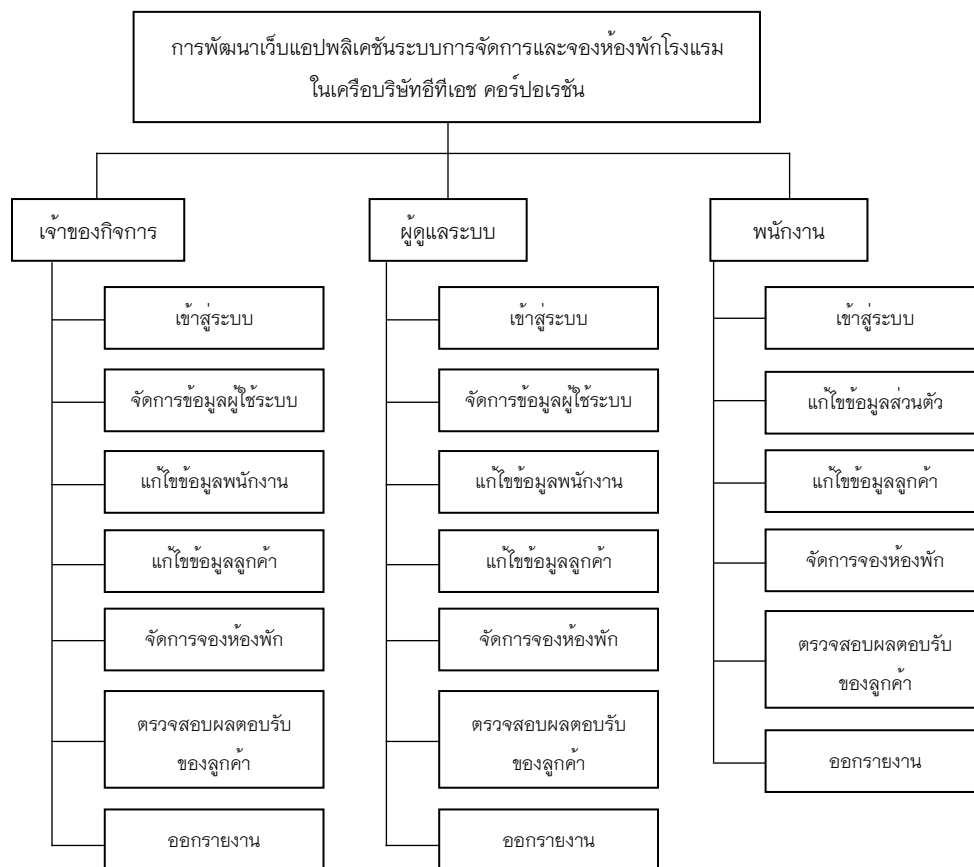 การพัฒนาเว็บแอปพลิเคชันระบบการจัดการและจองห้องพักโรงแรม
ในเครือบริษัทอีทีเอช คอร์ปอเรชัน
เจ้าของกิจการ
เข้าสู่ระบบ
จัดการข้อมูลผู้ใช้ระบบ
แก้ไขข้อมูลพนักงาน
แก้ไขข้อมูลลูกค้า
จัดการจองห้องพัก
ตรวจสอบผลตอบรับ
ของลูกค้า
ออกรายงาน
ผู้ดูแลระบบ
เข้าสู่ระบบ
จัดการข้อมูลผู้ใช้ระบบ
แก้ไขข้อมูลพนักงาน
แก้ไขข้อมูลลูกค้า
จัดการจองห้องพัก
ตรวจสอบผลตอบรับ
ของลูกค้า
ออกรายงาน
พนักงาน
เข้าสู่ระบบ
แก้ไขข้อมูลส่วนตัว
แก้ไขข้อมูลลูกค้า
จัดการจองห้องพัก
ตรวจสอบผลตอบรับ
ของลูกค้า
ออกรายงาน